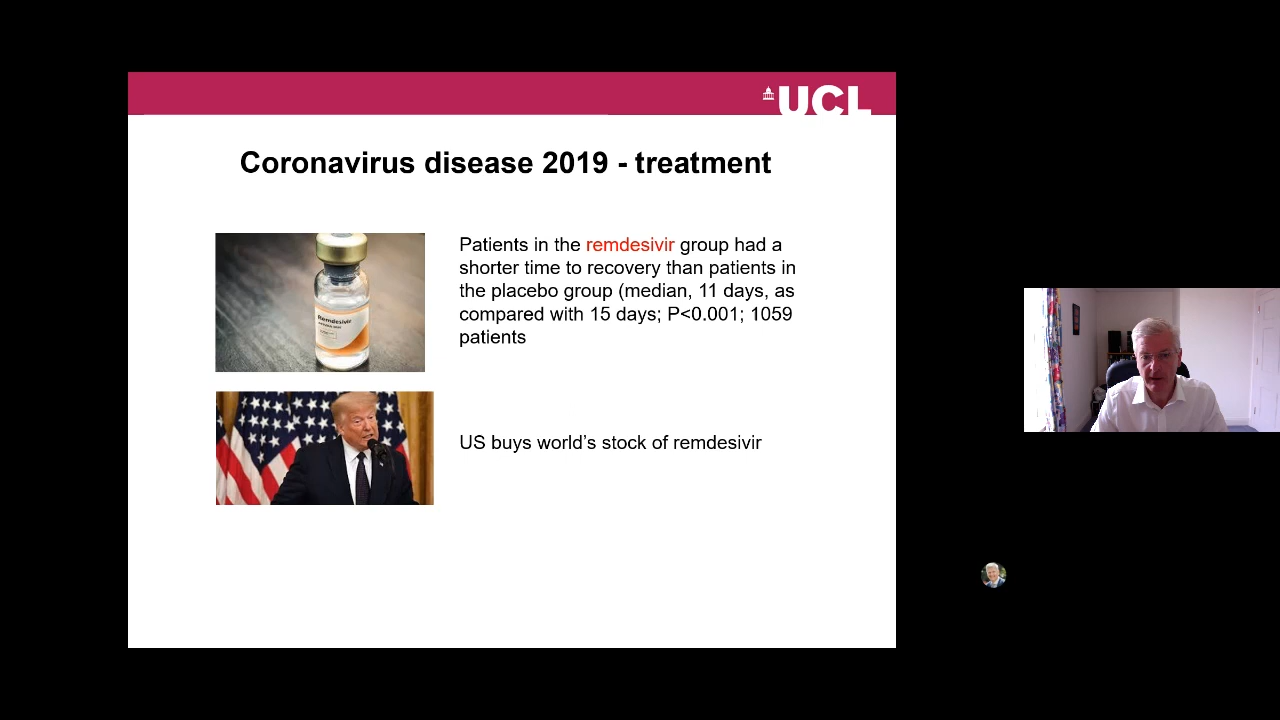 UCL
Coronavirus disease 2019 - treatment
Patients in the remdesivir group had a
shorter time to recovery than patients in
the placebo group (median, 11 days, as
compared with 15 days; P<0.001; 1059
patients
Remdesivir
US buys world’s stock of remdesivir